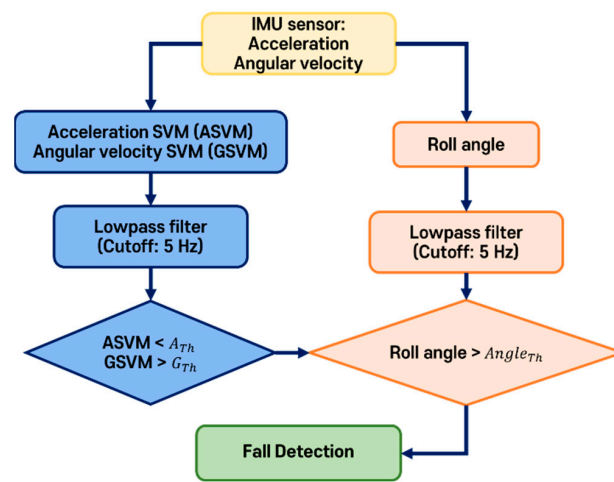 IMU sensor:
Acceleration
Angular velocity
Acceleration SVM (ASVM)
Angular velocity SVM (GSVM)
Roll angle
Lowpass filter
(Cutoff: 5 Hz)
Lowpass filter
(Cutoff: 5 Hz)
ASVM < A_Th
GSVM > G_Th
Roll angle > Angle_Th
Fall Detection